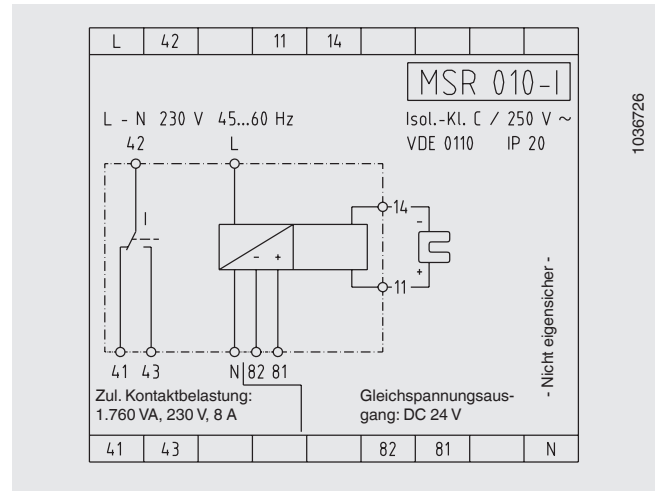 L 42 11 14
MSR 010-I
L - N 230 V 45...60 Hz
Isol.-Kl. C / 250 V ~
VDE 0110 IP 20
42 L
I
14
-
- +
+
11
41 43 N 82 81
Zul. Kontaktbelastung:
1.760 VA, 230 V, 8 A
Gleichspannungsaus-
gang: DC 24 V
- Nicht eigensicher -
41 43 82 81 N
1036726